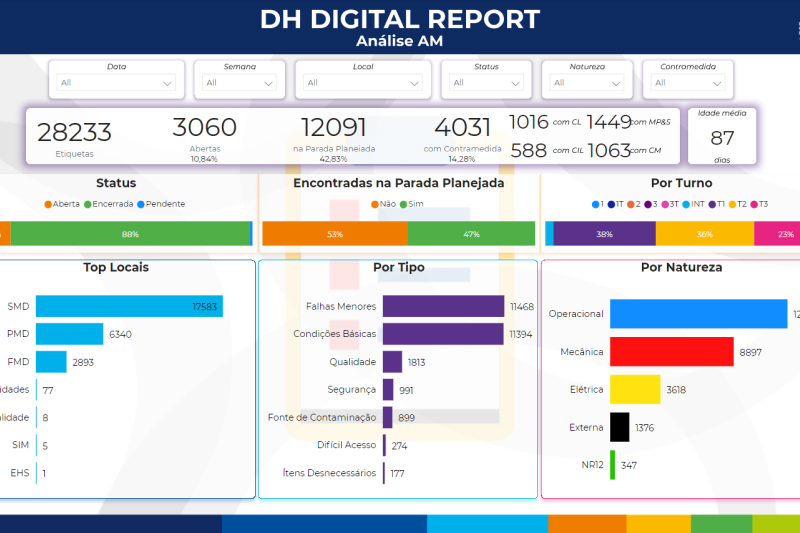 DH DIGITAL REPORT
Análise AM
Data Semana Local Status Natureza Contramedida
All All All All All All
28233
Etiquetas
3060
Abertas
10,84%
12091
na Parada Planejada
42,83%
4031
com Contramedida
14,28%
1016 com CL 1449 com MP&S
588 com CIL 1063 com CM
Idade média
87
dias
Status
Aberta Encerrada Pendente
88%
Encontradas na Parada Planejada
Não Sim
53% 47%
Por Turno
1 1T 2 3 3T INT T1 T2 T3
38% 36% 23%
Top Locais
SMD 17583
PMD 6340
FMD 2893
idades 77
alidade 8
SIM 5
EHS 1
Por Tipo
Falhas Menores 11468
Condições Básicas 11394
Qualidade 1813
Segurança 991
Fonte de Contaminação 899
Difícil Acesso 274
Ítens Desnecessários 177
Por Natureza
Operacional
Mecânica 8897
Elétrica 3618
Externa 1376
NR12 347